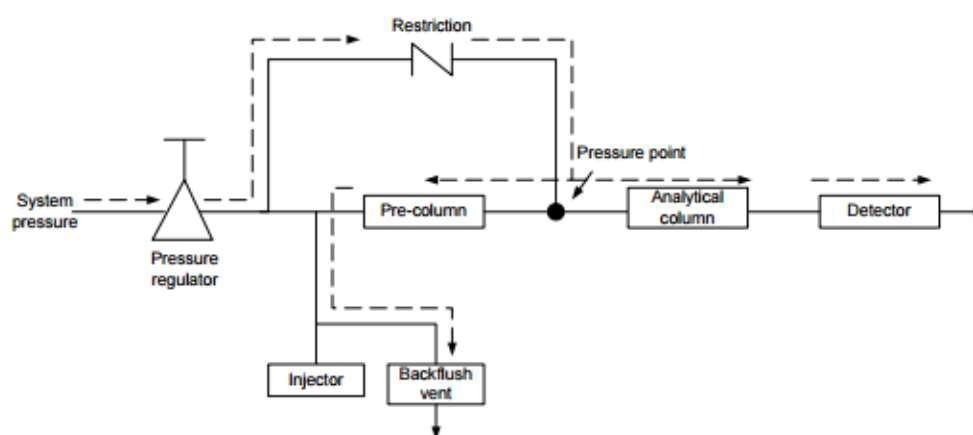 Restriction
Pressure point
System
pressure
Pre-column
Analytical
column
Detector
Pressure
regulator
Injector
Backflush
vent